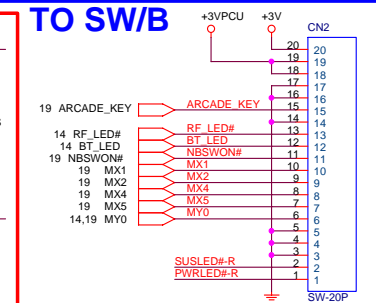 TO SW/B
+3VPCU +3V
CN2
20 20
19 19
18 18
17 17
16 16
19 ARCADE_KEY ARCADE_KEY 15 15
14 14
14 RF_LED# RF_LED# 13 13
14 BT_LED BT_LED 12 12
19 NBSWON# NBSWON# 11 11
19 MX1 MX1 10 10
19 MX2 MX2 9 9
19 MX4 MX4 8 8
19 MX5 MX5 7 7
14,19 MY0 MY0 6 6
5 5
4 4
3 3
SUSLED#-R 2 2
PWRLED#-R 1 1
SW-20P